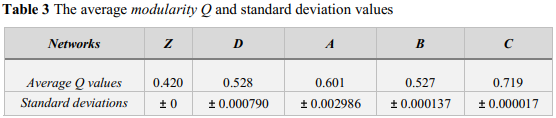 Table 3 The average modularity Q and standard deviation values
Networks Z D A B C
Average Q values 0.420 0.528 0.601 0.527 0.719
Standard deviations ± 0 ± 0.000790 ± 0.002986 ± 0.000137 ± 0.000017